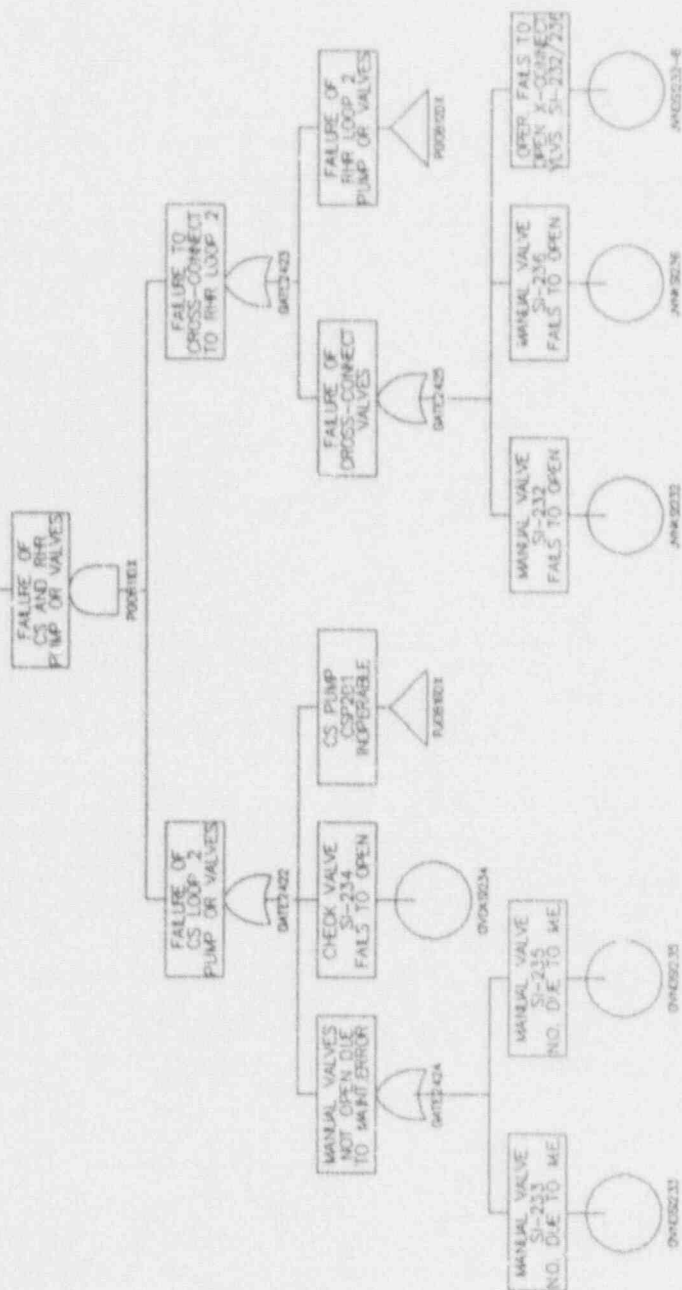 FAILURE OF
CS AND RHR
PUMP OR VALVES
FAILURE OF
CS LOOP 2
PUMP OR VALVES
GATE2422
FAILURE TO
CROSS-CONNECT
TO RHR LOOP 2
GATE2423
MANUAL VALVES
NOT OPEN DUE
TO MAINT.ERROR
GATE2424
CHECK VALVE
SI-234
FAILS TO OPEN
CS PUMP
CSP201
INOPERABLE
FAILURE OF
CROSS-CONNECT
VALVES
GATE2425
FAILURE OF
RHR LOOP 2
PUMP OR VALVES
MANUAL VALVE
SI-233
N.O. DUE TO M.E.
MANUAL VALVE
SI-235
N.O. DUE TO M.E.
MANUAL VALVE
SI-232
FAILS TO OPEN
MANUAL VALVE
SI-236
FAILS TO OPEN
OPER. FAILS TO
OPEN X-CONNECT
VLVS. SI-232/236